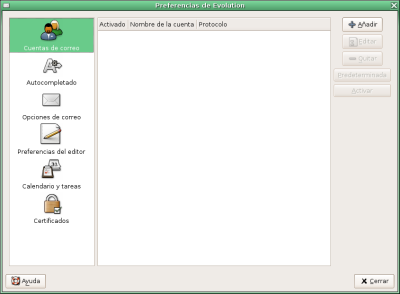 Preferencias de Evolution
Cuentas de correo
Autocompletado
Opciones de correo
Preferencias del editor
Calendario y tareas
Certificados
Activado Nombre de la cuenta Protocolo
Añadir
Editar
Quitar
Predeterminada
Activar
Ayuda
Cerrar